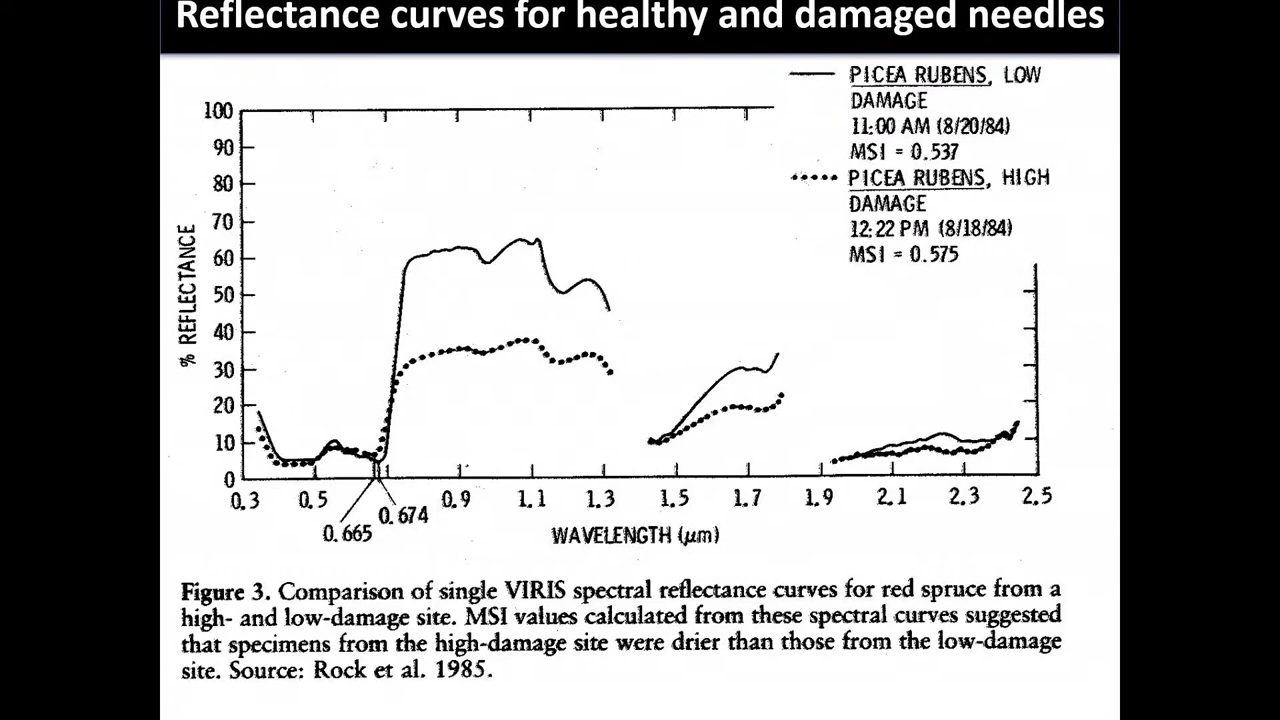 Reflectance curves for healthy and damaged needles
PICEA RUBENS, LOW
DAMAGE
11:00 AM (8/20/84)
MSI = 0.537
PICEA RUBENS, HIGH
DAMAGE
12:22 PM (8/18/84)
MSI = 0.575
% REFLECTANCE
100
90
80
70
60
50
40
30
20
10
0
0.3 0.5 0.9 1.1 1.3 1.5 1.7 1.9 2.1 2.3 2.5
0.665 0.674
WAVELENGTH (μm)
Figure 3. Comparison of single VIRIS spectral reflectance curves for red spruce from a
high- and low-damage site. MSI values calculated from these spectral curves suggested
that specimens from the high-damage site were drier than those from the low-damage
site. Source: Rock et al. 1985.